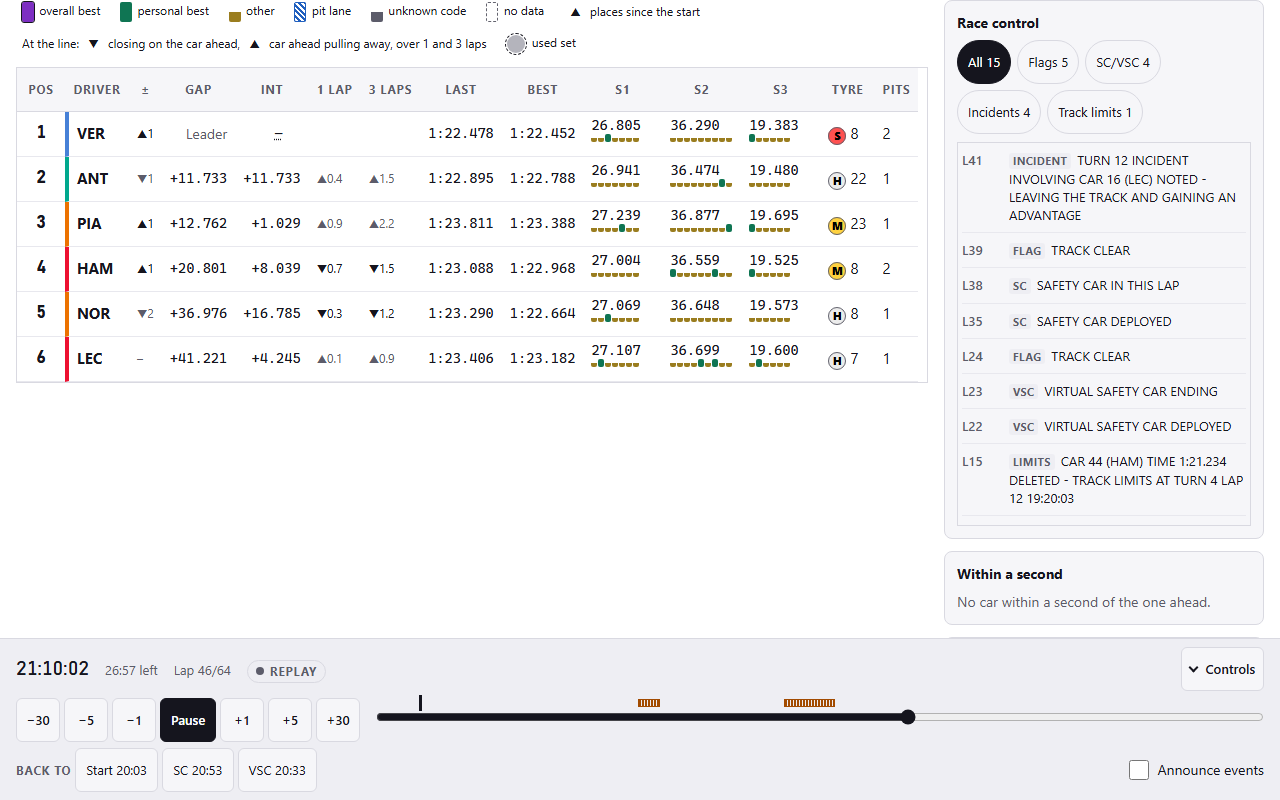 overall best personal best other pit lane unknown code no data ▲ places since the start
At the line: ▼ closing on the car ahead, ▲ car ahead pulling away, over 1 and 3 laps used set
POS DRIVER ± GAP INT 1 LAP 3 LAPS LAST BEST S1 S2 S3 TYRE PITS
1 VER ▲1 Leader – 1:22.478 1:22.452 26.805 36.290 19.383 S 8 2
2 ANT ▼1 +11.733 +11.733 ▲0.4 ▲1.5 1:22.895 1:22.788 26.941 36.474 19.480 H 22 1
3 PIA ▲1 +12.762 +1.029 ▲0.9 ▲2.2 1:23.811 1:23.388 27.239 36.877 19.695 M 23 1
4 HAM ▲1 +20.801 +8.039 ▼0.7 ▼1.5 1:23.088 1:22.968 27.004 36.559 19.525 M 8 2
5 NOR ▼2 +36.976 +16.785 ▼0.3 ▼1.2 1:23.290 1:22.664 27.069 36.648 19.573 H 8 1
6 LEC – +41.221 +4.245 ▲0.1 ▲0.9 1:23.406 1:23.182 27.107 36.699 19.600 H 7 1
Race control
All 15 Flags 5 SC/VSC 4
Incidents 4 Track limits 1
L41 INCIDENT TURN 12 INCIDENT
INVOLVING CAR 16 (LEC) NOTED -
LEAVING THE TRACK AND GAINING AN
ADVANTAGE
L39 FLAG TRACK CLEAR
L38 SC SAFETY CAR IN THIS LAP
L35 SC SAFETY CAR DEPLOYED
L24 FLAG TRACK CLEAR
L23 VSC VIRTUAL SAFETY CAR ENDING
L22 VSC VIRTUAL SAFETY CAR DEPLOYED
L15 LIMITS CAR 44 (HAM) TIME 1:21.234
DELETED - TRACK LIMITS AT TURN 4 LAP
12 19:20:03
Within a second
No car within a second of the one ahead.
21:10:02 26:57 left Lap 46/64 REPLAY Controls
−30 −5 −1 Pause +1 +5 +30
BACK TO Start 20:03 SC 20:53 VSC 20:33 Announce events